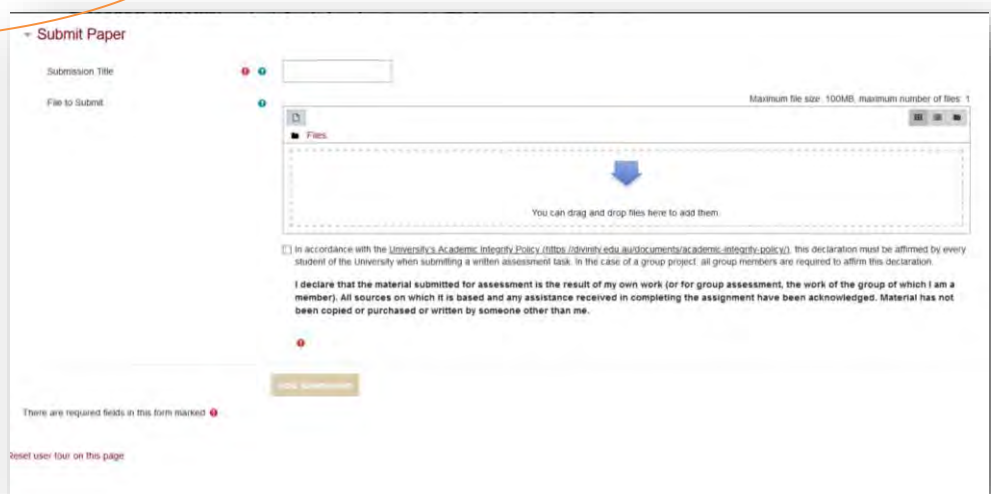 Submit Paper
Submission Title
File to Submit
Maximum file size: 100MB, maximum number of files: 1
Files
You can drag and drop files here to add them.
In accordance with the University's Academic Integrity Policy (https://divinity.edu.au/documents/academic-integrity-policy/), this declaration must be affirmed by every
student of the University when submitting a written assessment task. In the case of a group project, all group members are required to affirm this declaration.
I declare that the material submitted for assessment is the result of my own work (or for group assessment, the work of the group of which I am a
member). All sources on which it is based and any assistance received in completing the assignment have been acknowledged. Material has not
been copied or purchased or written by someone other than me.
Add Submission
There are required fields in this form marked
Reset user tour on this page